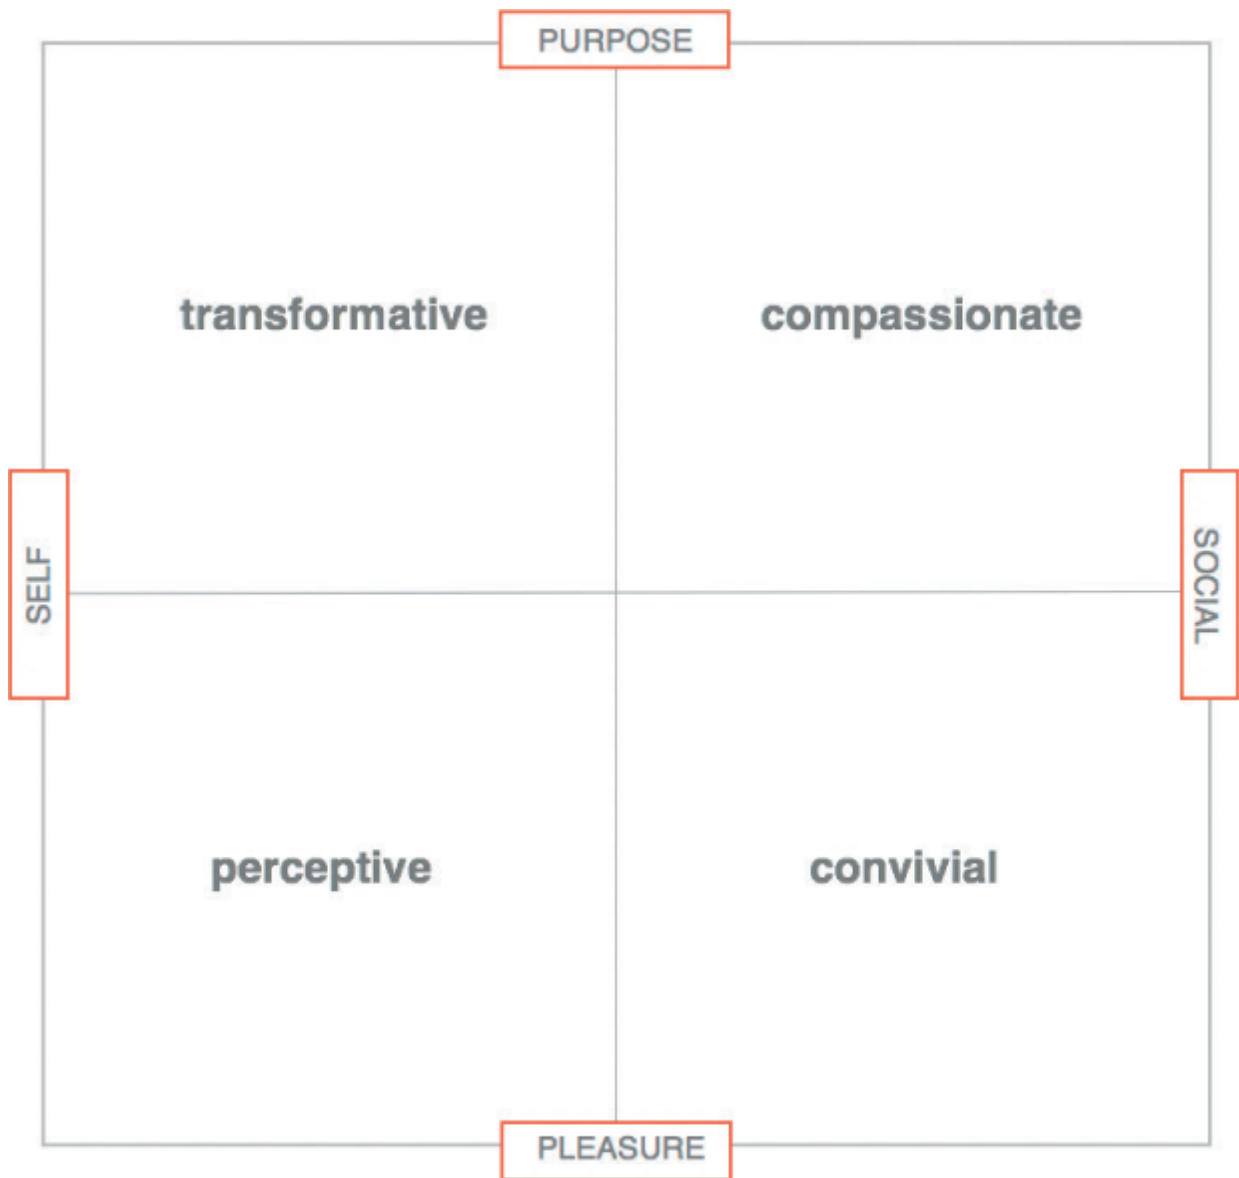 PURPOSE
transformative
compassionate
SELF
SOCIAL
perceptive
convivial
PLEASURE